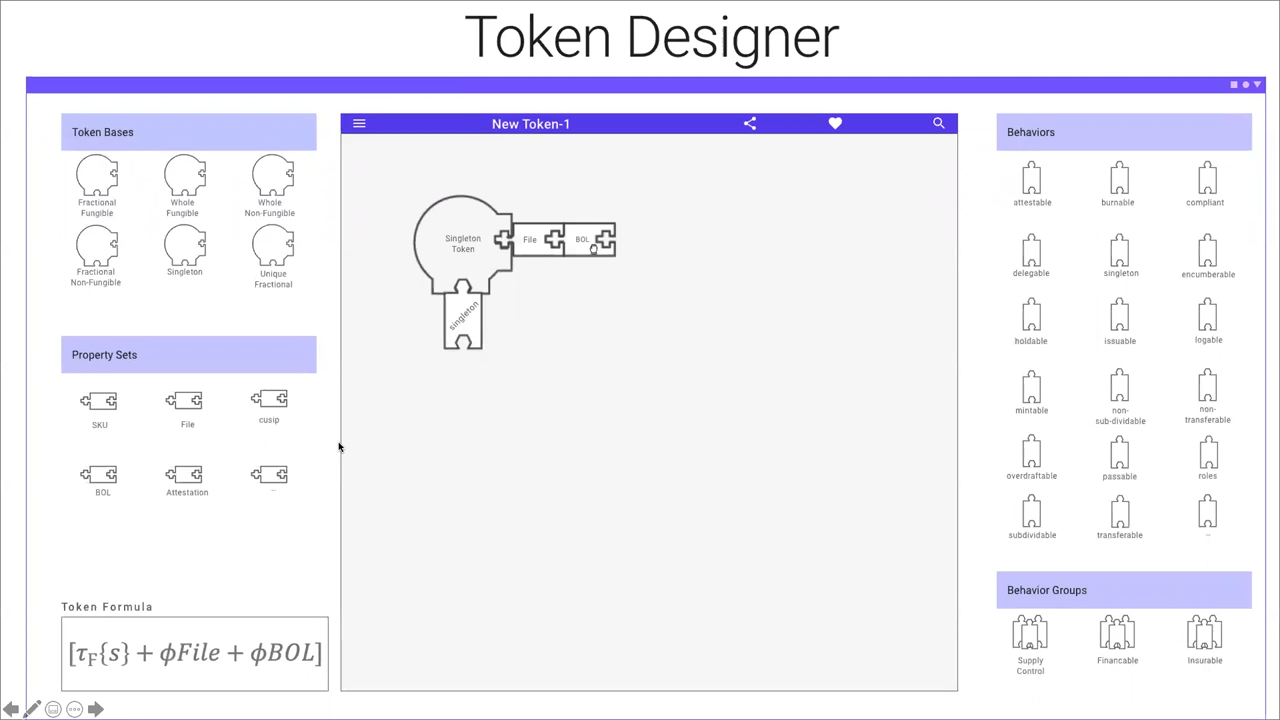 Token Designer
Token Bases
Fractional
Fungible
Whole
Fungible
Whole
Non-Fungible
Fractional
Non-Fungible
Singleton
Unique
Fractional
Property Sets
SKU
File
cusip
BOL
Attestation
...
Token Formula
[τF{s} + ϕFile + ϕBOL]
New Token-1
Singleton
Token
File
BOL
singleton
Behaviors
attestable
burnable
compliant
delegable
singleton
encumberable
holdable
issuable
logable
mintable
non-
sub-dividable
non-
transferable
overdraftable
passable
roles
subdividable
transferable
...
Behavior Groups
Supply
Control
Financable
Insurable